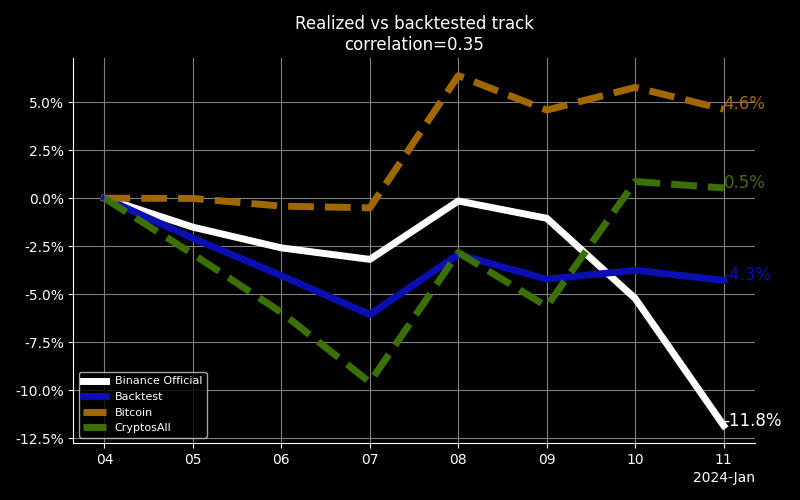 Realized vs backtested track
correlation=0.35
5.0%
2.5%
0.0%
-2.5%
-5.0%
-7.5%
-10.0%
-12.5%
4.6%
0.5%
-4.3%
-11.8%
Binance Official
Backtest
Bitcoin
CryptosAll
04 05 06 07 08 09 10 11
2024-Jan